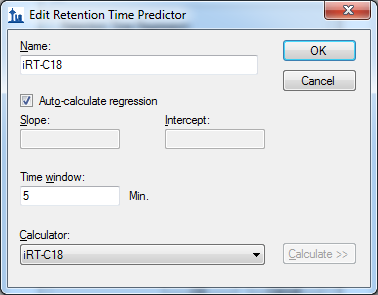 Edit Retention Time Predictor
Name:
iRT-C18
OK
Cancel
Auto-calculate regression
Slope:
Intercept:
Time window:
5
Min.
Calculator:
iRT-C18
Calculate >>